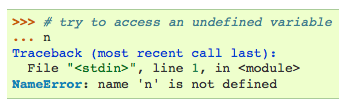 >>> # try to access an undefined variable
... n
Traceback (most recent call last):
  File "<stdin>", line 1, in <module>
NameError: name 'n' is not defined